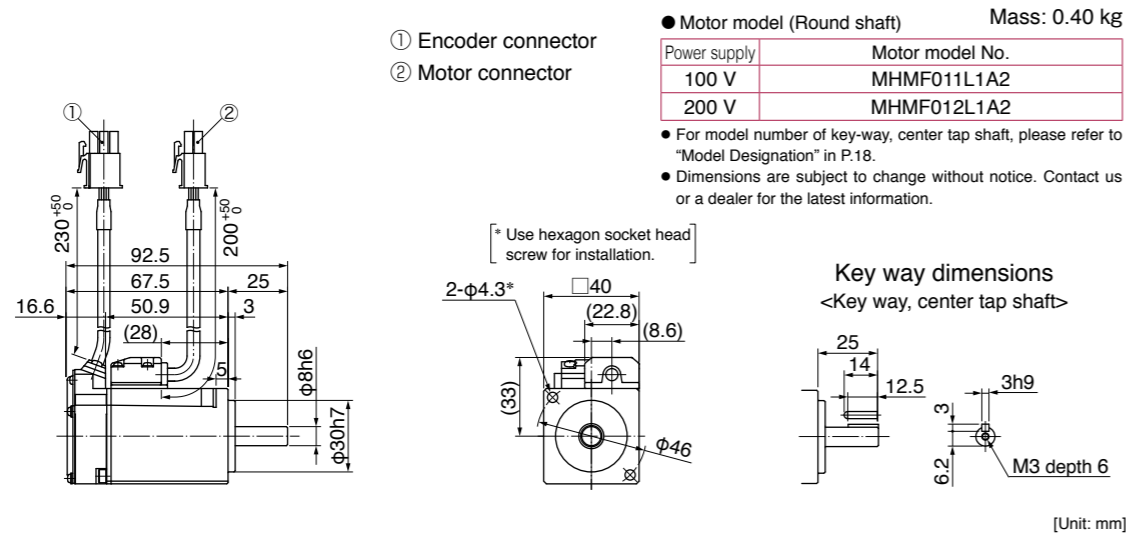 ① Encoder connector
② Motor connector
● Motor model (Round shaft)
Mass: 0.40 kg
Power supply Motor model No.
100 V MHMF011L1A2
200 V MHMF012L1A2
● For model number of key-way, center tap shaft, please refer to
“Model Designation” in P.18.
● Dimensions are subject to change without notice. Contact us
or a dealer for the latest information.
① ②
230 +50 0
200 +50 0
92.5
67.5 25
16.6 50.9 3
(28)
5
φ8h6
φ30h7
* Use hexagon socket head
screw for installation.
2-φ4.3* □40
(22.8)
(8.6)
(33)
φ46
Key way dimensions
<Key way, center tap shaft>
25
14
12.5
3h9
3
6.2
M3 depth 6
[Unit: mm]